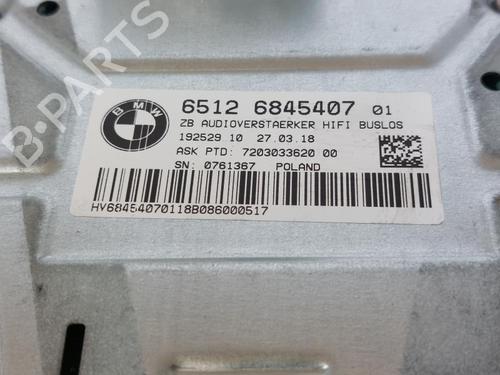 BMW
6512 6845407 01
ZB AUDIOVERSTAERKER HIFI BUSLOS
192529 10 27.03.18
ASK PTD: 7203033620 00
SN: 0761367 POLAND
HV68454070118B086000517
B-PARTS